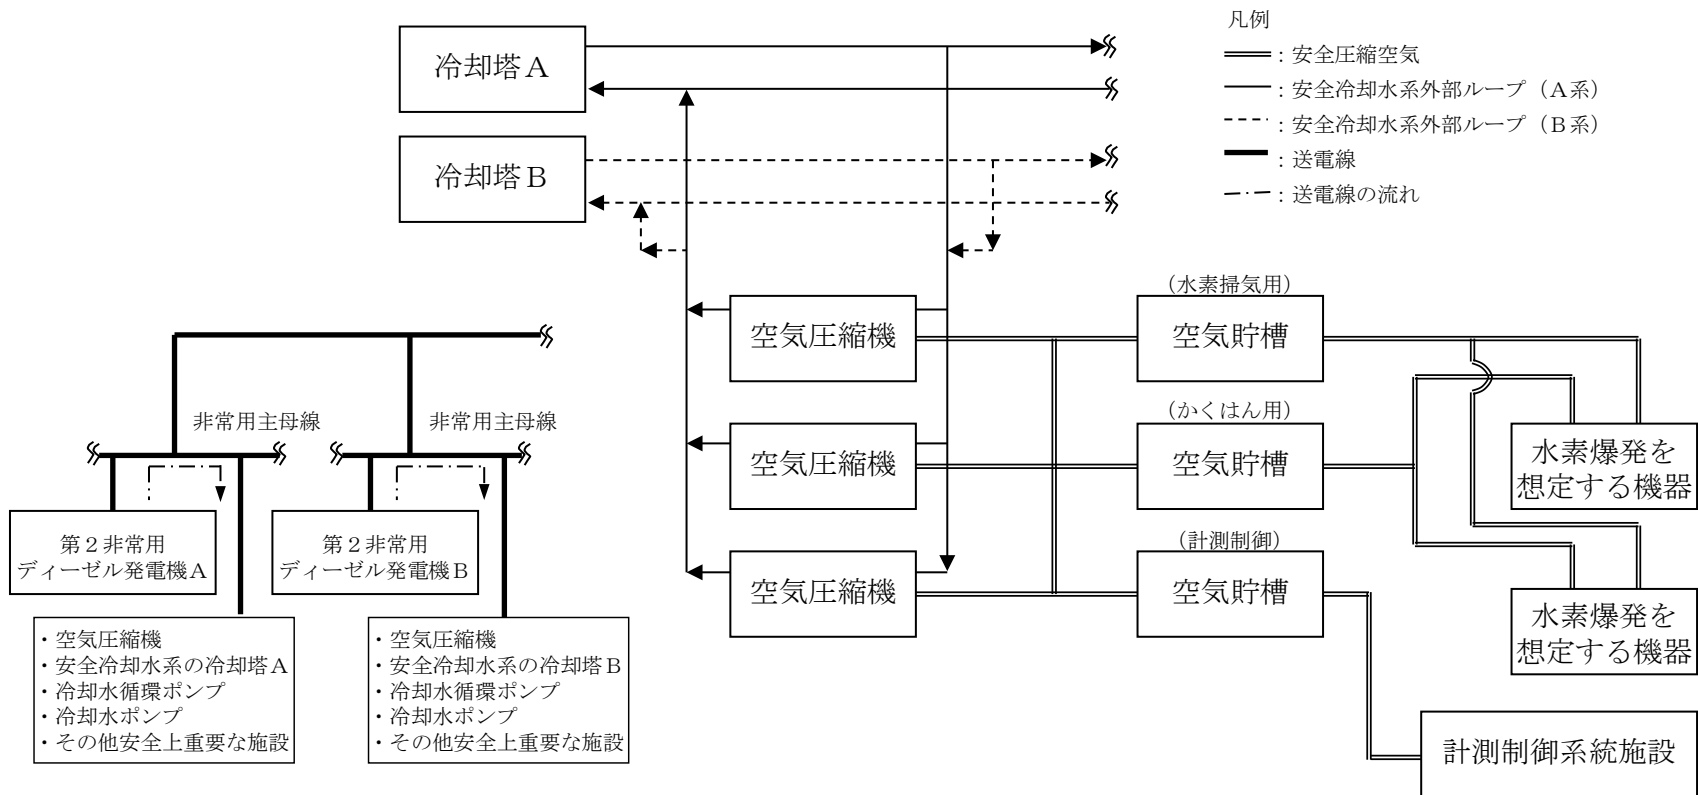 凡例
：安全圧縮空気
：安全冷却水系外部ループ（Ａ系）
：安全冷却水系外部ループ（Ｂ系）
：送電線
：送電線の流れ
冷却塔Ａ
冷却塔Ｂ
（水素掃気用）
空気圧縮機
空気貯槽
（かくはん用）
空気圧縮機
空気貯槽
（計測制御）
空気圧縮機
空気貯槽
水素爆発を
想定する機器
水素爆発を
想定する機器
計測制御系統施設
非常用主母線
非常用主母線
第２非常用
ディーゼル発電機Ａ
第２非常用
ディーゼル発電機Ｂ
・空気圧縮機
・安全冷却水系の冷却塔Ａ
・冷却水循環ポンプ
・冷却水ポンプ
・その他安全上重要な施設
・空気圧縮機
・安全冷却水系の冷却塔Ｂ
・冷却水循環ポンプ
・冷却水ポンプ
・その他安全上重要な施設